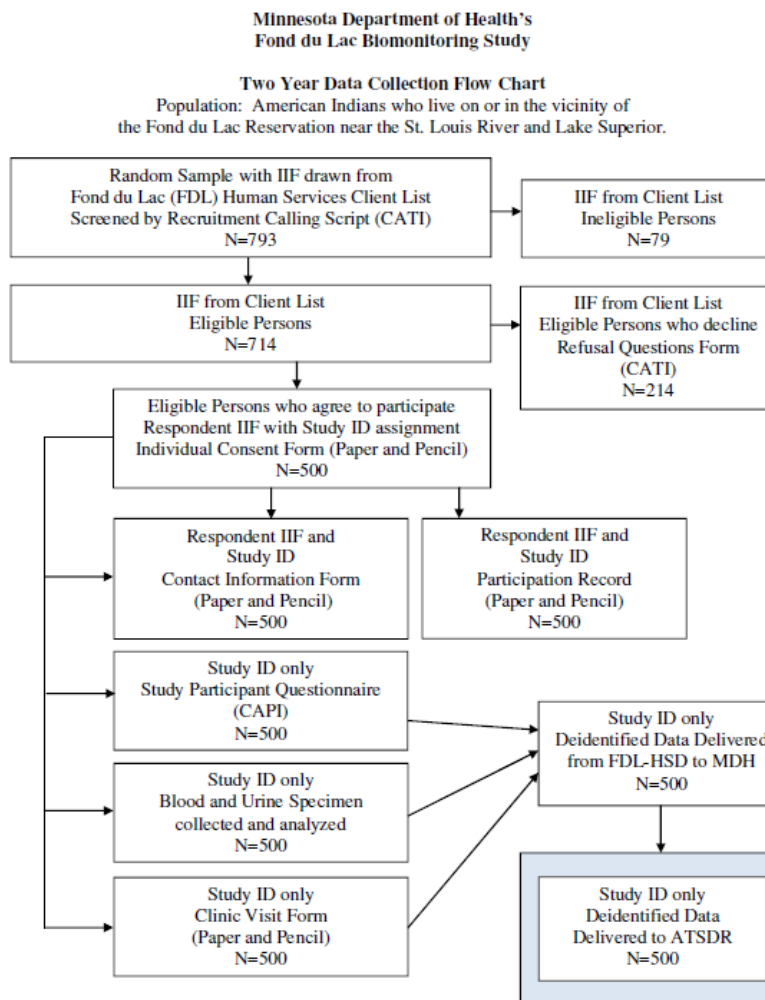 Minnesota Department of Health's
Fond du Lac Biomonitoring Study
Two Year Data Collection Flow Chart
Population: American Indians who live on or in the vicinity of
the Fond du Lac Reservation near the St. Louis River and Lake Superior.
Random Sample with IIF drawn from
Fond du Lac (FDL) Human Services Client List
Screened by Recruitment Calling Script (CATI)
N=793
IIF from Client List
Ineligible Persons
N=79
IIF from Client List
Eligible Persons
N=714
IIF from Client List
Eligible Persons who decline
Refusal Questions Form
(CATI)
N=214
Eligible Persons who agree to participate
Respondent IIF with Study ID assignment
Individual Consent Form (Paper and Pencil)
N=500
Respondent IIF and
Study ID
Contact Information Form
(Paper and Pencil)
N=500
Respondent IIF and
Study ID
Participation Record
(Paper and Pencil)
N=500
Study ID only
Study Participant Questionnaire
(CAPI)
N=500
Study ID only
Deidentified Data Delivered
from FDL-HSD to MDH
N=500
Study ID only
Blood and Urine Specimen
collected and analyzed
N=500
Study ID only
Clinic Visit Form
(Paper and Pencil)
N=500
Study ID only
Deidentified Data
Delivered to ATSDR
N=500